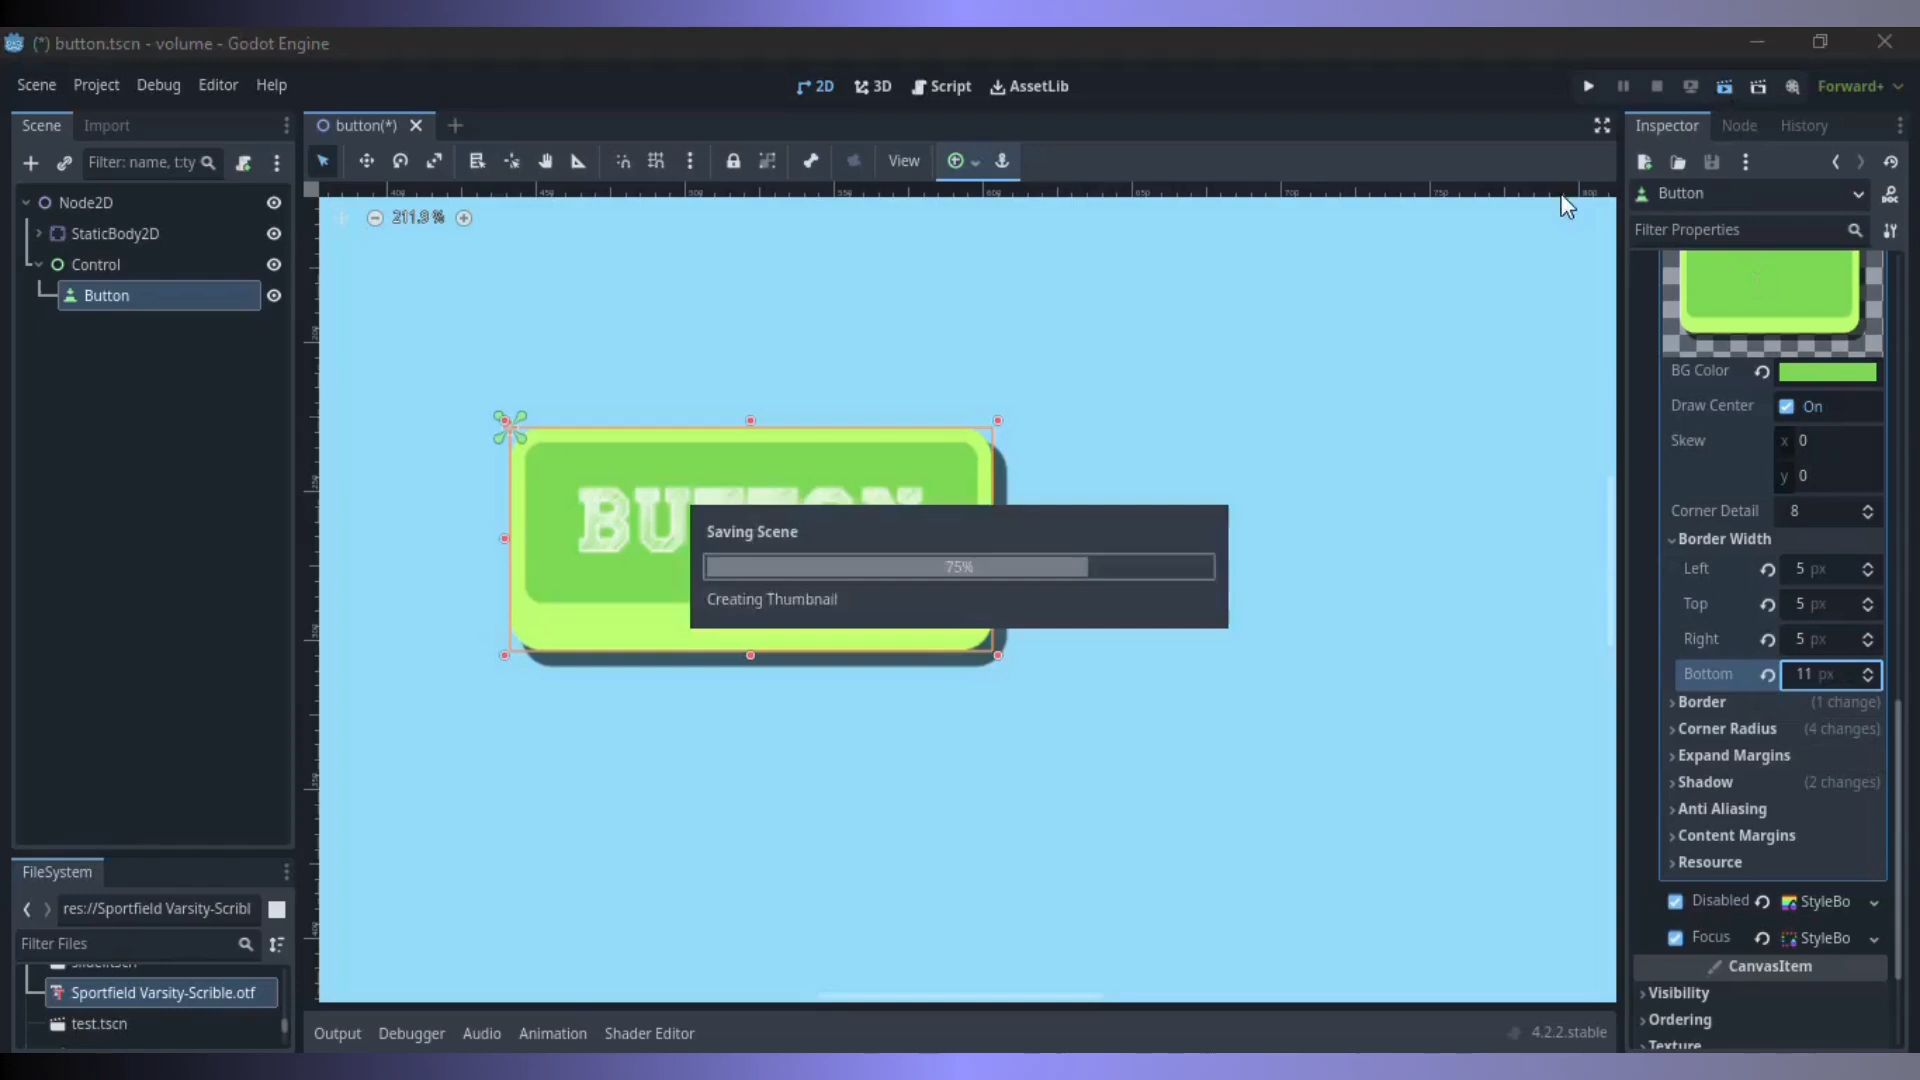 (*) button.tscn - volume - Godot Engine
Scene Project Debug Editor Help
2D 3D Script AssetLib
Forward+
Scene Import
button(*)
Inspector Node History
Filter: name, t:ty
View
Button
Filter Properties
Node2D
StaticBody2D
Control
Button
211.9 %
BG Color
Draw Center On
Skew x 0
y 0
Corner Detail 8
Border Width
Left 5 px
Top 5 px
Right 5 px
Bottom 11 px
Border (1 change)
Corner Radius (4 changes)
Expand Margins
Shadow (2 changes)
Anti Aliasing
Content Margins
Resource
Disabled StyleBo
Focus StyleBo
CanvasItem
Visibility
Ordering
Texture
BUTTON
Saving Scene
75%
Creating Thumbnail
FileSystem
res://Sportfield Varsity-Scribl
Filter Files
Sportfield Varsity-Scrible.otf
test.tscn
Output Debugger Audio Animation Shader Editor
4.2.2.stable